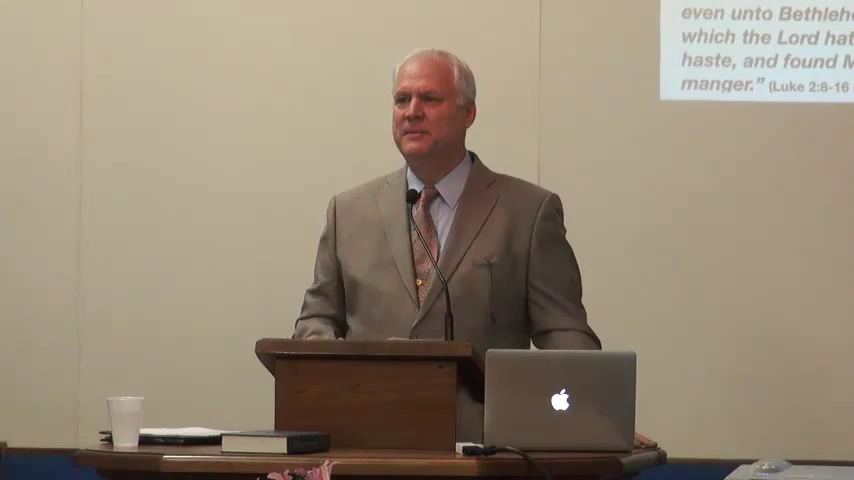 even unto Bethlehe
which the Lord hat
haste, and found M
manger.” (Luke 2:8-16